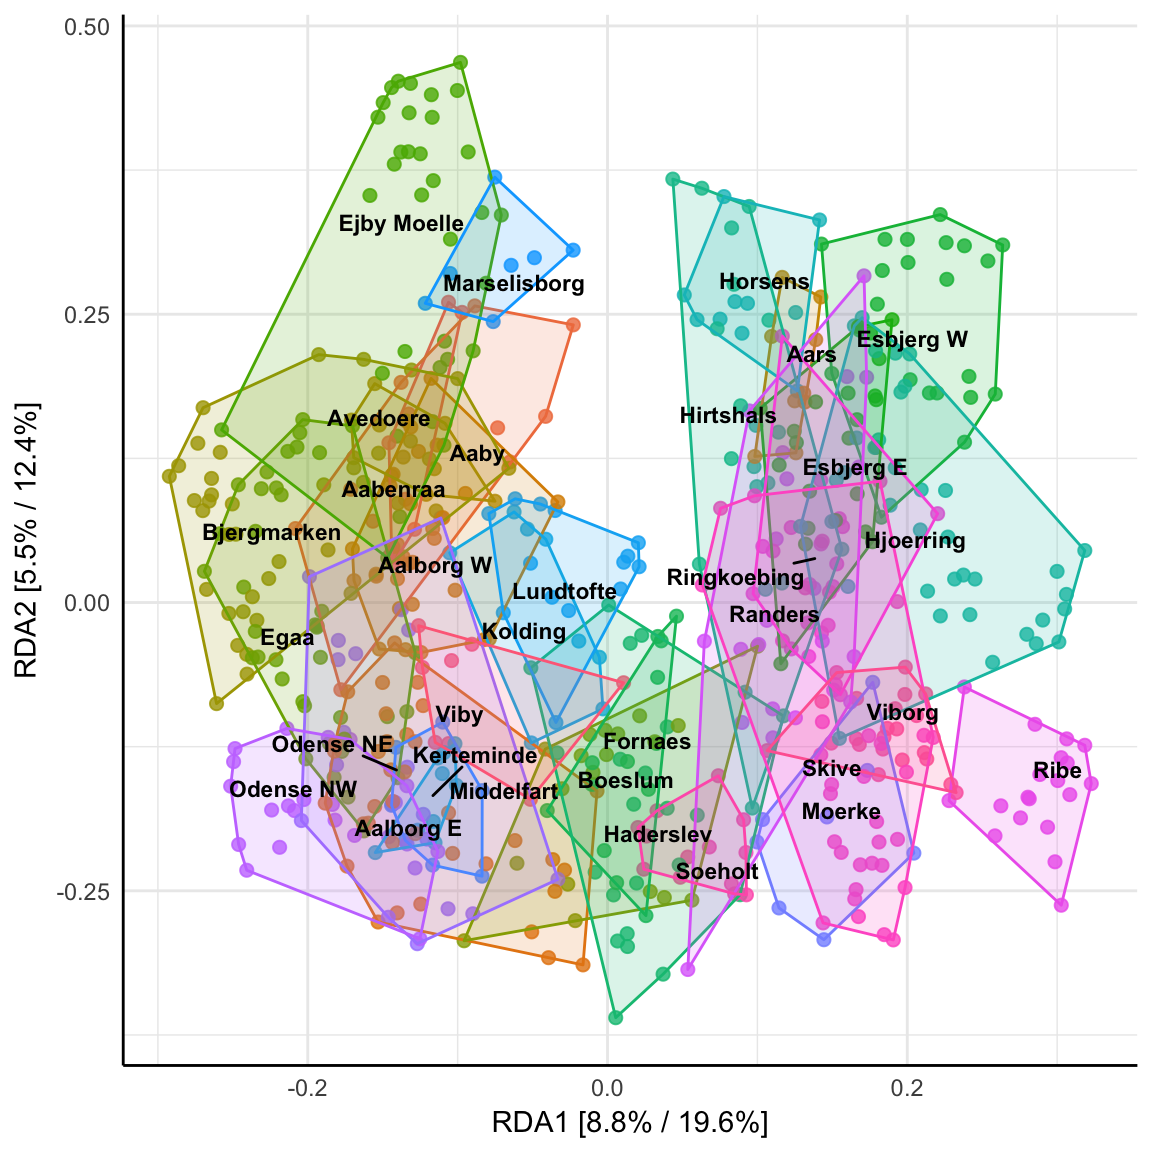 0.50
Ejby Moelle
Marselisborg
Horsens
0.25
Esbjerg W
Aars
Avedoere
Hirtshals
Aaby
Esbjerg E
Aabenraa
Bjergmarken
Hjoerring
Aalborg W
Ringkoebing
Lundtofte
0.00
Randers
Egaa
Kolding
Viby
Viborg
Odense NE
Fornaes
Kerteminde
Skive
Ribe
Boeslum
Odense NW
Middelfart
Moerke
Aalborg E
Haderslev
Soeholt
-0.25
-0.2
0.0
0.2
RDA1 [8.8% / 19.6%]
RDA2 [5.5% / 12.4%]